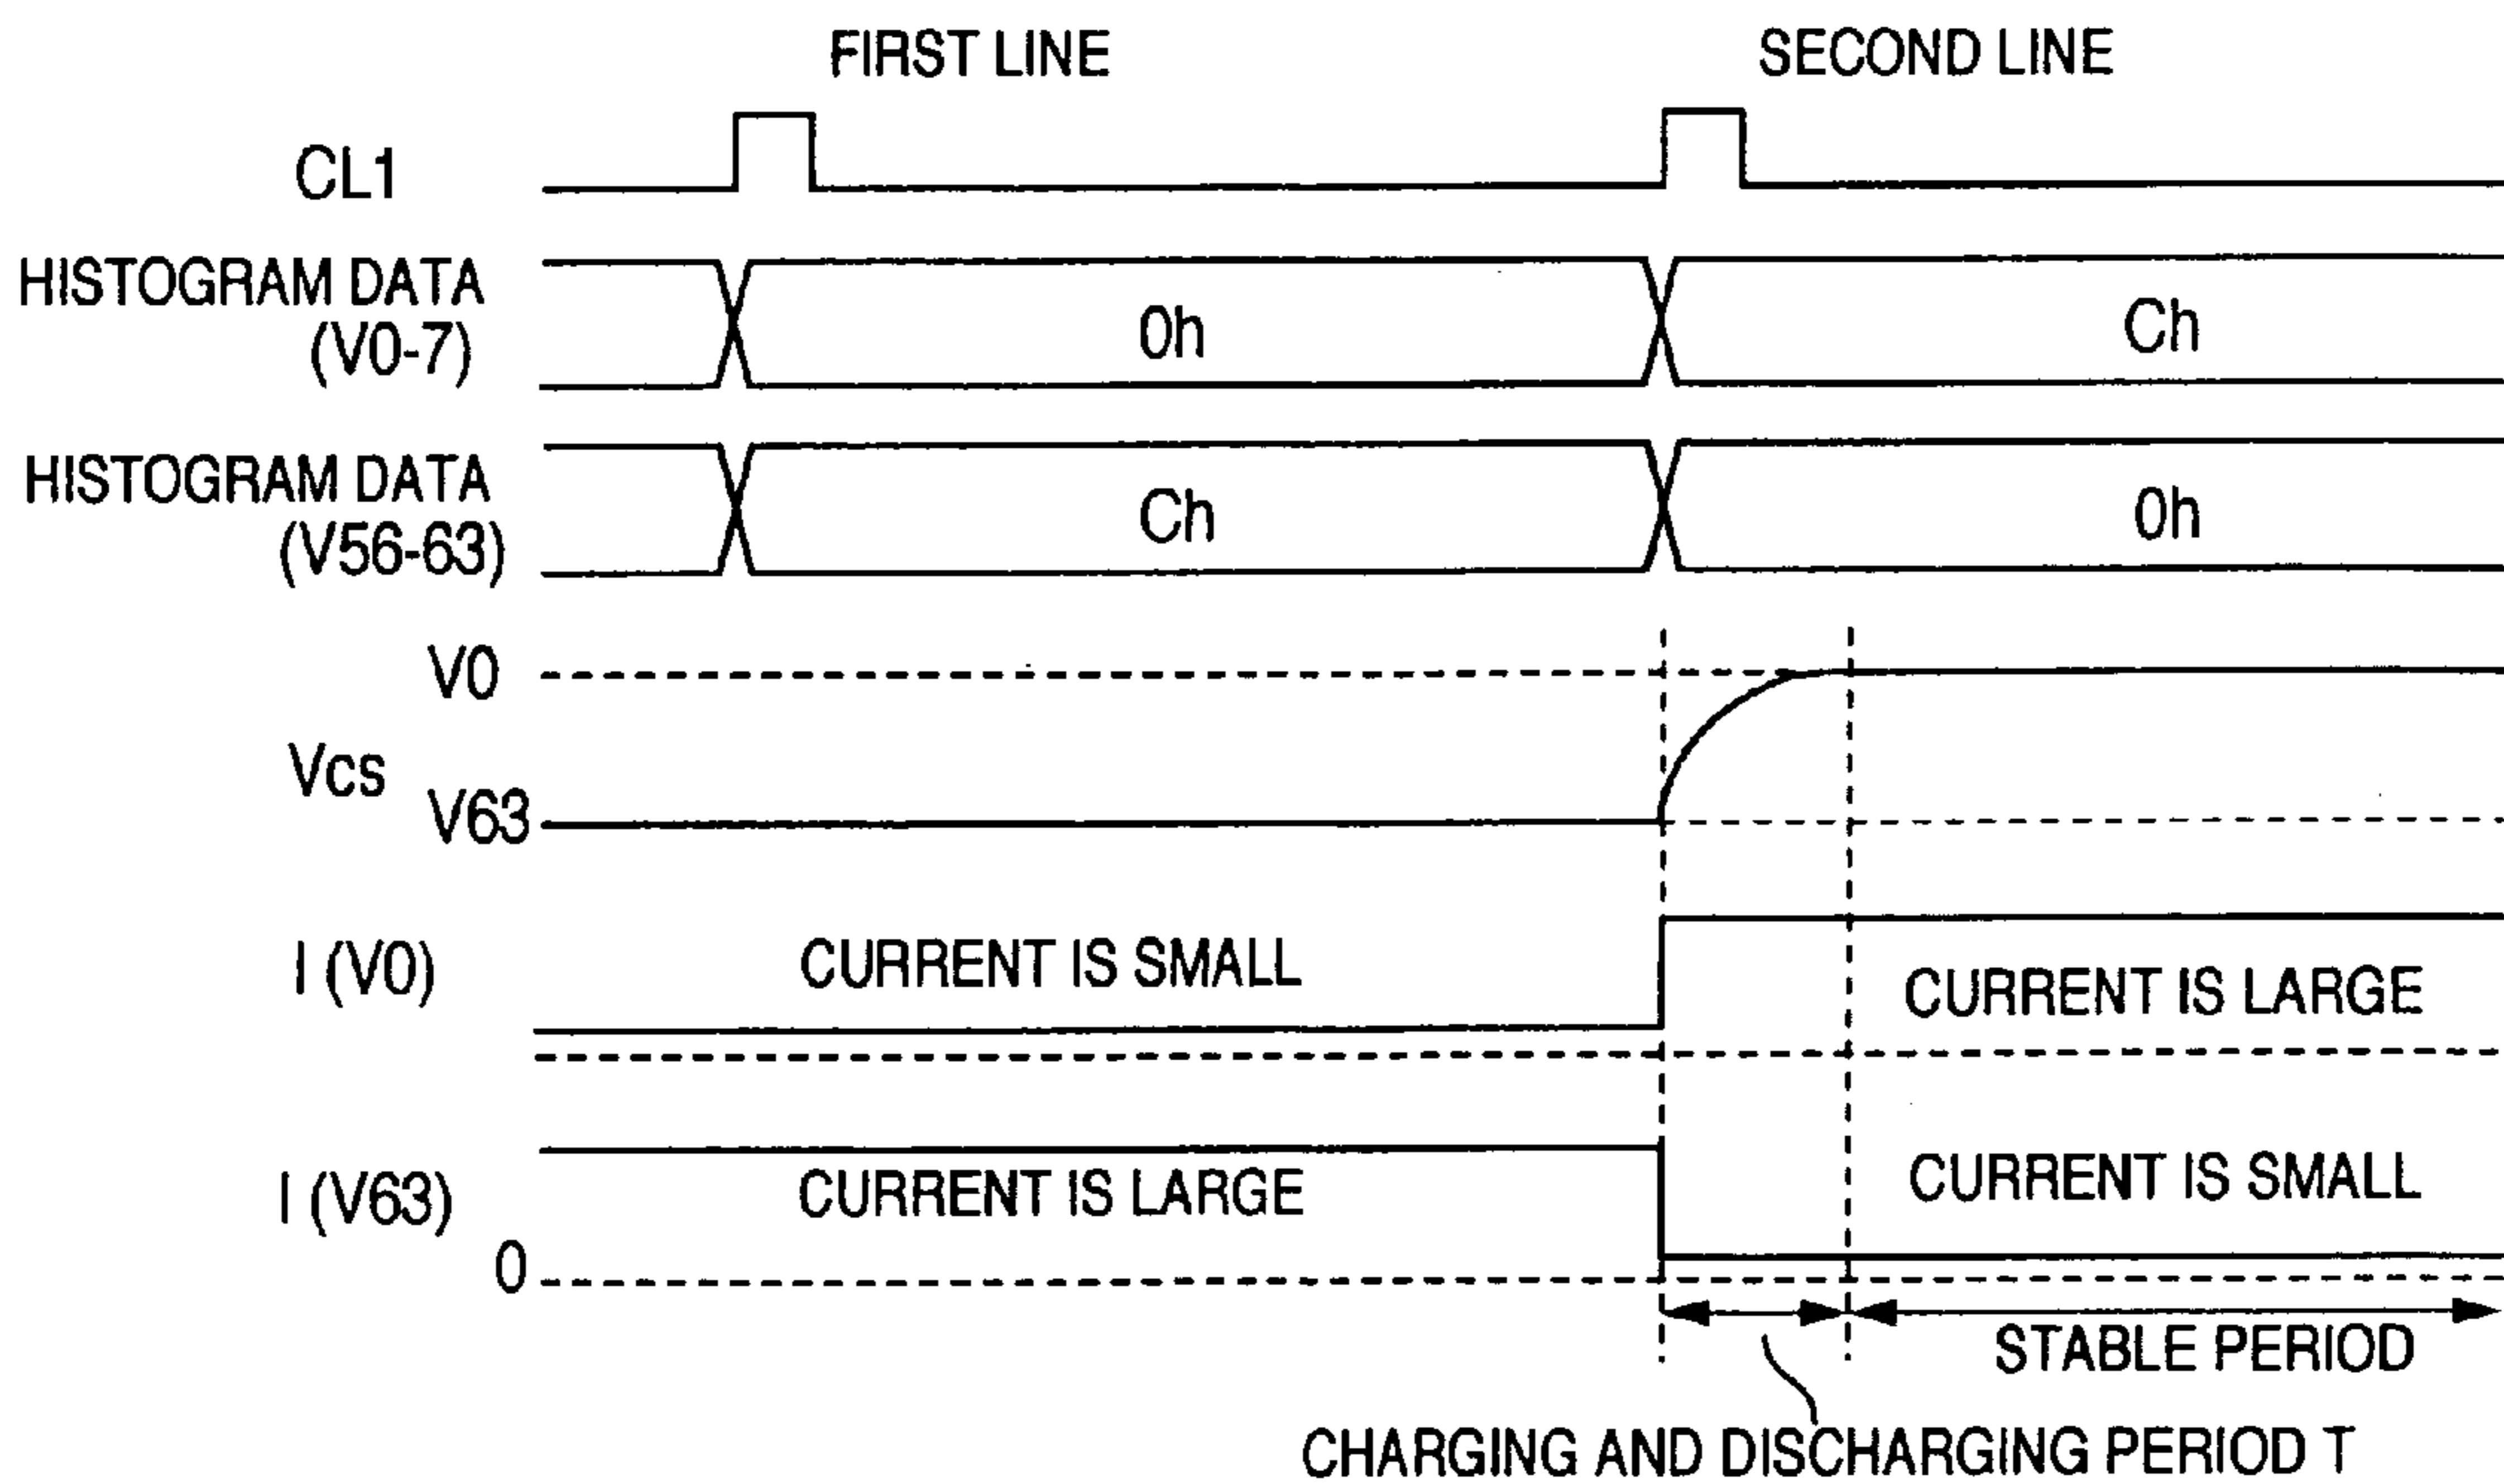 FIRST LINE SECOND LINE
CL1
HISTOGRAM DATA
(V0-7)
0h Ch
HISTOGRAM DATA
(V56-63)
Ch 0h
V0
Vcs
V63
I (V0)
CURRENT IS SMALL CURRENT IS LARGE
I (V63)
CURRENT IS LARGE CURRENT IS SMALL
0
STABLE PERIOD
CHARGING AND DISCHARGING PERIOD T